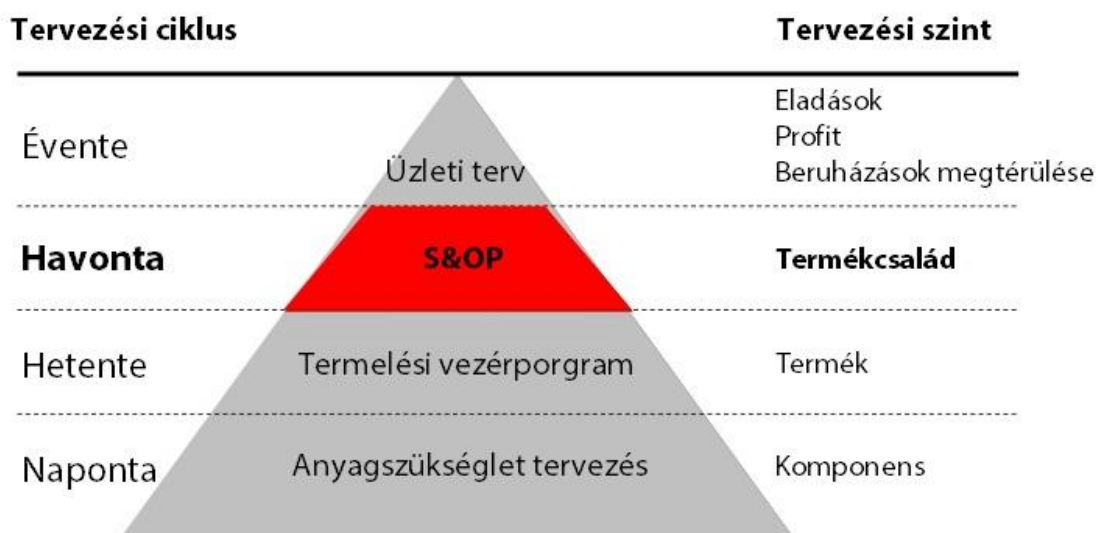 Tervezési ciklus
Tervezési szint
Évente
Üzleti terv
Eladások
Profit
Beruházások megtérülése
Havonta
S&OP
Termékcsalád
Hetente
Termelési vezérporgram
Termék
Naponta
Anyagszükséglet tervezés
Komponens